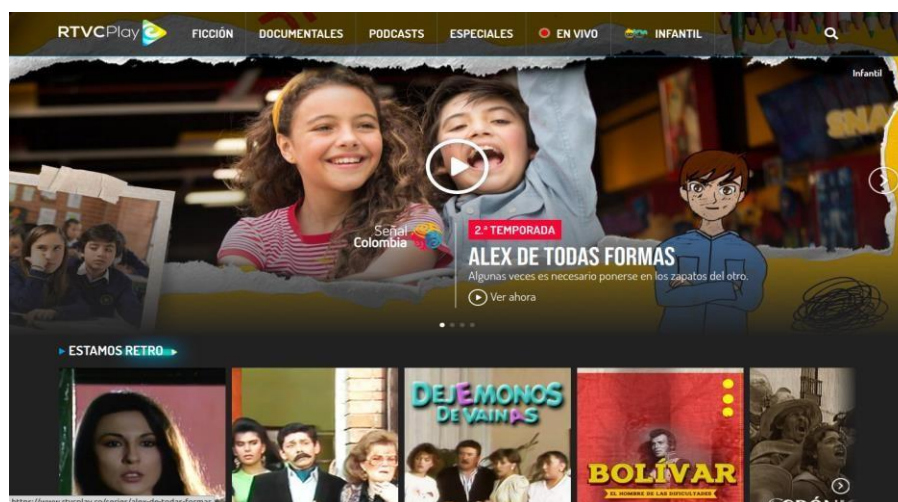 RTVCPlay
FICCIÓN
DOCUMENTALES
PODCASTS
ESPECIALES
EN VIVO
INFANTIL
Infantil
Señal
Colombia
2.ª TEMPORADA
ALEX DE TODAS FORMAS
Algunas veces es necesario ponerse en los zapatos del otro.
Ver ahora
ESTAMOS RETRO
DEJEMONOS
DE VAINAS
BOLÍVAR
EL HOMBRE DE LAS DIFICULTADES